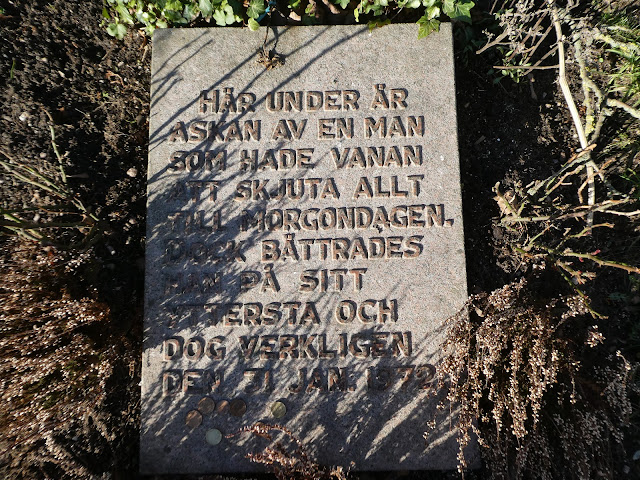 HÄR UNDER ÄR
ASKAN AV EN MAN
SOM HADE VANAN
ATT SKJUTA ALLT
TILL MORGONDAGEN.
DOCK BÄTTRADES
HAN PÅ SITT
YTTERSTA OCH
DOG VERKLIGEN
DEN 31 JAN. 1972